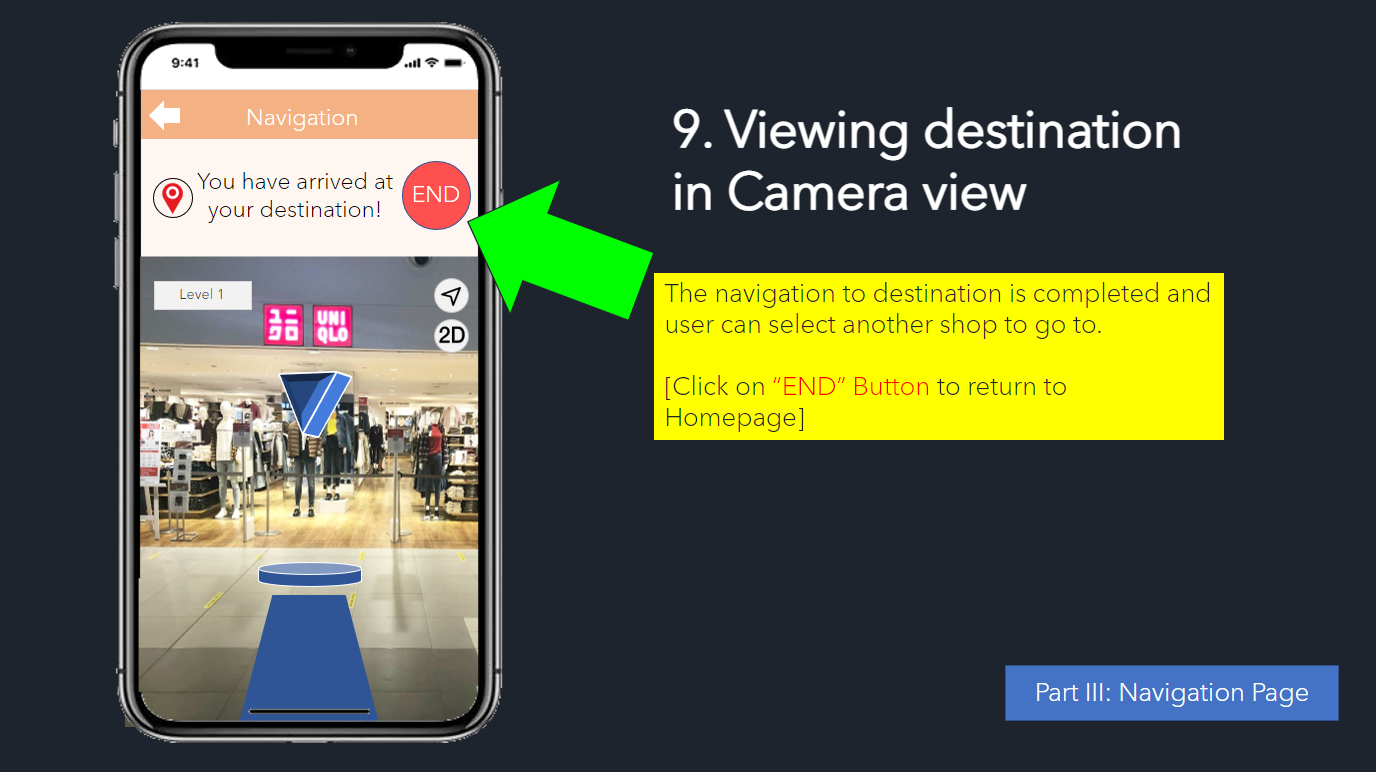 9:41
Navigation
You have arrived at
your destination!
END
Level 1
ユニ
クロ
UNI
QLO
2D
9. Viewing destination
in Camera view
The navigation to destination is completed and
user can select another shop to go to.
[Click on “END” Button to return to
Homepage]
Part III: Navigation Page